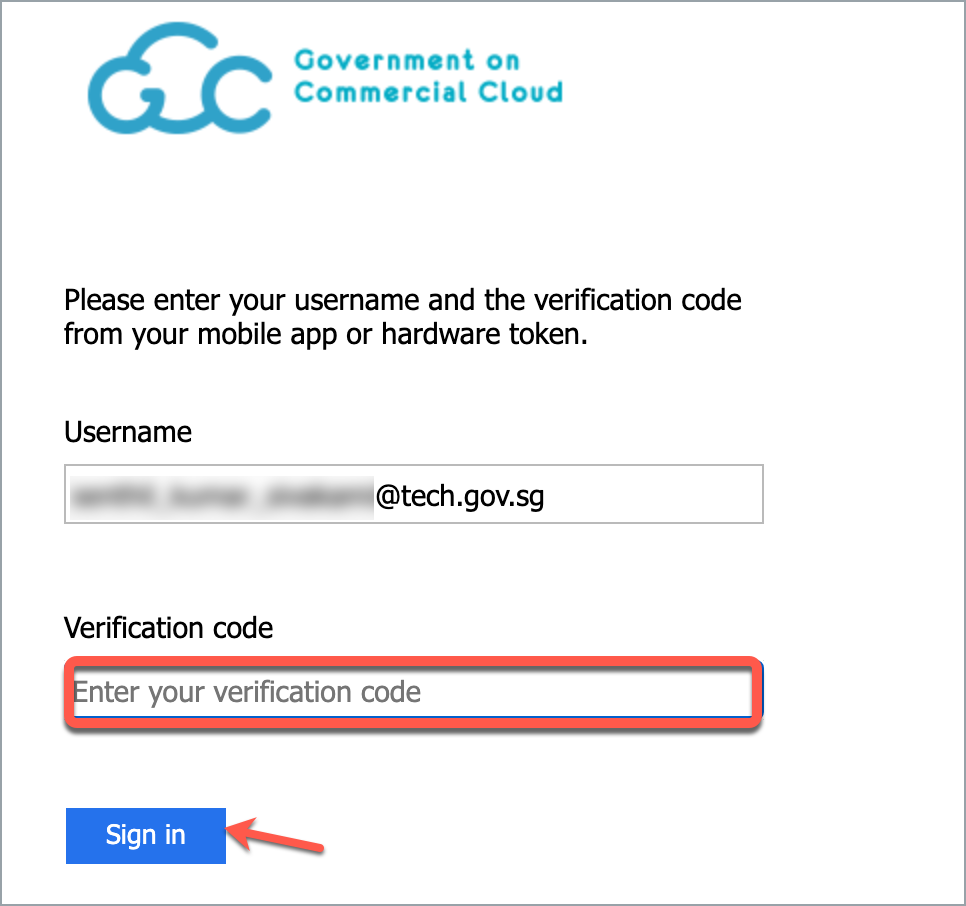 GCC
Government on
Commercial Cloud
Please enter your username and the verification code
from your mobile app or hardware token.
Username
@tech.gov.sg
Verification code
Enter your verification code
Sign in